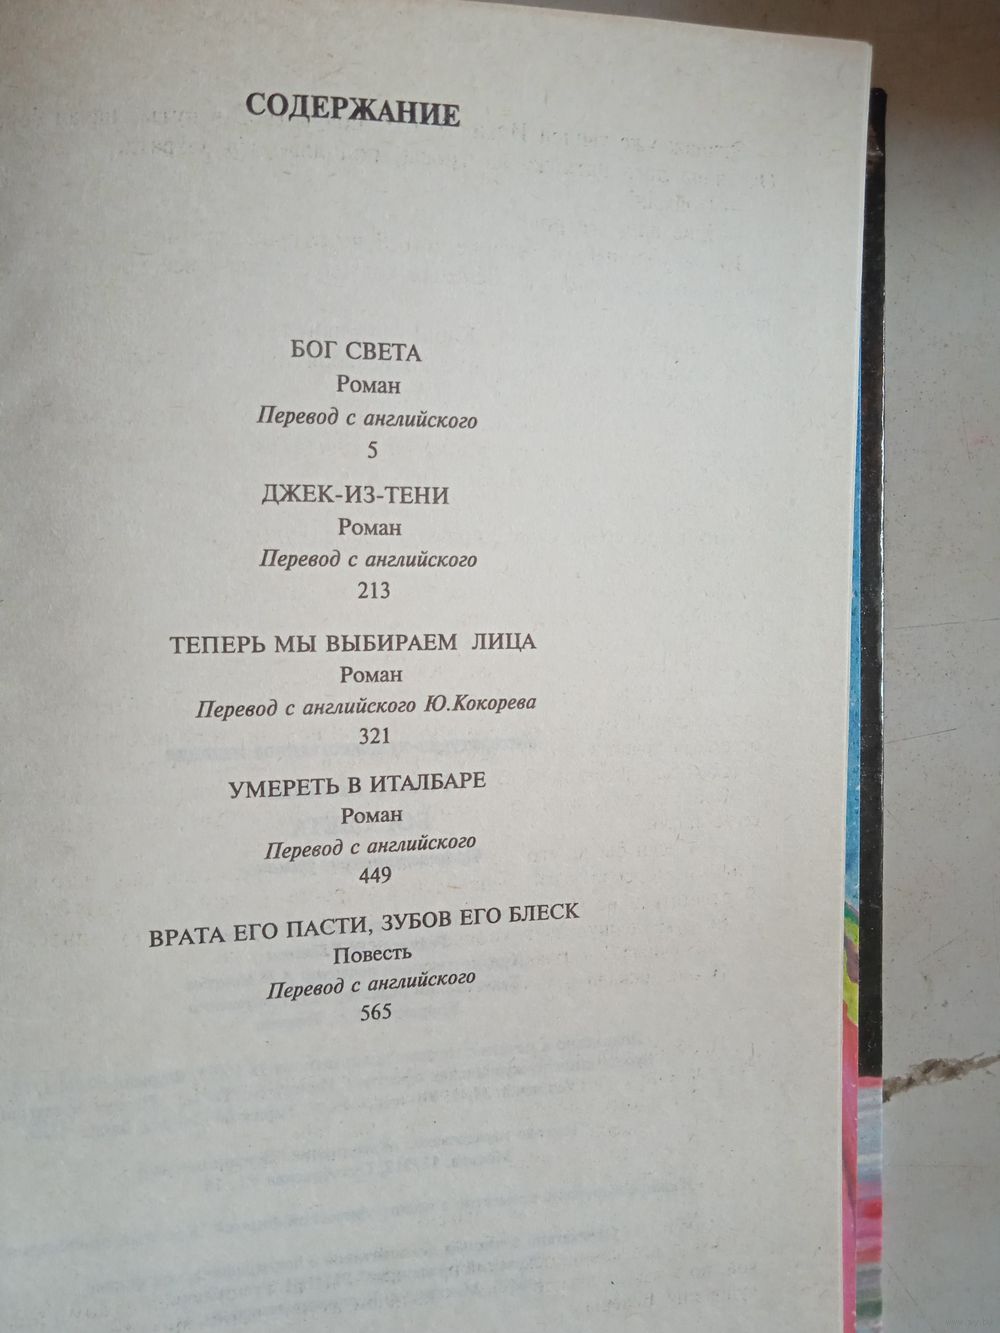 СОДЕРЖАНИЕ
БОГ СВЕТА
Роман
Перевод с английского
5
ДЖЕК-ИЗ-ТЕНИ
Роман
Перевод с английского
213
ТЕПЕРЬ МЫ ВЫБИРАЕМ ЛИЦА
Роман
Перевод с английского Ю.Кокорева
321
УМЕРЕТЬ В ИТАЛБАРЕ
Роман
Перевод с английского
449
ВРАТА ЕГО ПАСТИ, ЗУБОВ ЕГО БЛЕСК
Повесть
Перевод с английского
565